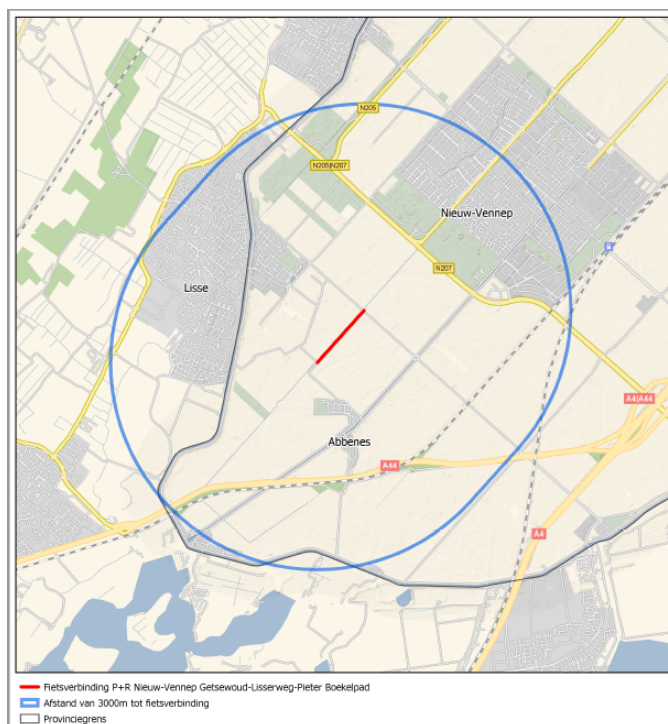 N205
N205|N207
Nieuw-Vennep
N207
Lisse
Abbenes
A4|A44
A44
A4
Fietsverbinding P+R Nieuw-Vennep Getsewoud-Lisserweg-Pieter Boekelpad
Afstand van 3000m tot fietsverbinding
Provinciegrens